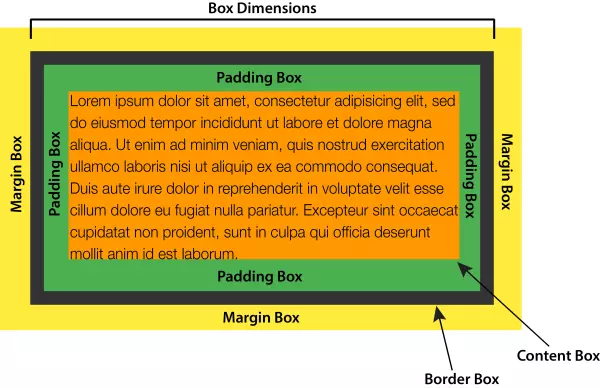 Box Dimensions
Padding Box
Margin Box
Padding Box
Lorem ipsum dolor sit amet, consectetur adipisicing elit, sed
do eiusmod tempor incididunt ut labore et dolore magna
aliqua. Ut enim ad minim veniam, quis nostrud exercitation
ullamco laboris nisi ut aliquip ex ea commodo consequat.
Duis aute irure dolor in reprehenderit in voluptate velit esse
cillum dolore eu fugiat nulla pariatur. Excepteur sint occaecat
cupidatat non proident, sunt in culpa qui officia deserunt
mollit anim id est laborum.
Padding Box
Margin Box
Padding Box
Margin Box
Content Box
Border Box